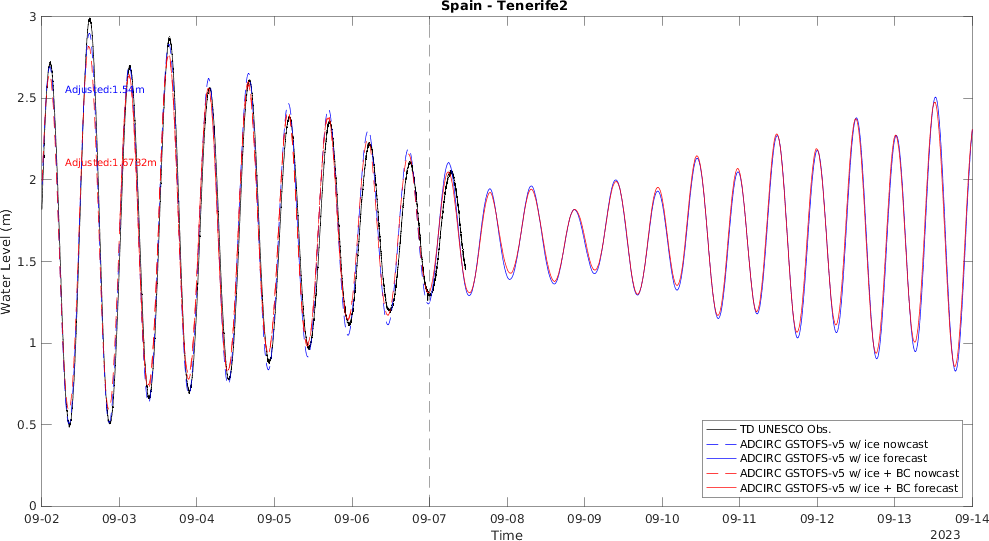 Spain - Tenerife2
3
2.5
2
1.5
1
0.5
0
Water Level (m)
Adjusted:1.54m
Adjusted:1.6782m
TD UNESCO Obs.
ADCIRC GSTOFS-v5 w/ ice nowcast
ADCIRC GSTOFS-v5 w/ ice forecast
ADCIRC GSTOFS-v5 w/ ice + BC nowcast
ADCIRC GSTOFS-v5 w/ ice + BC forecast
09-02 09-03 09-04 09-05 09-06 09-07 09-08 09-09 09-10 09-11 09-12 09-13 09-14
Time
2023